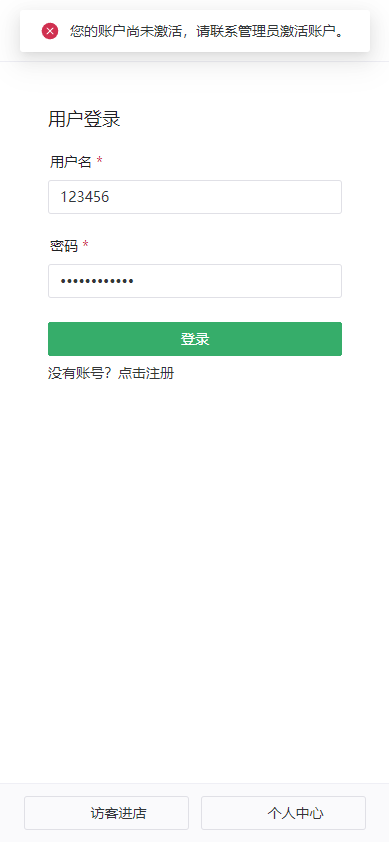 您的账户尚未激活，请联系管理员激活账户。
用户登录
用户名 *
123456
密码 *
••••••••••••
登录
没有账号？点击注册
访客进店
个人中心